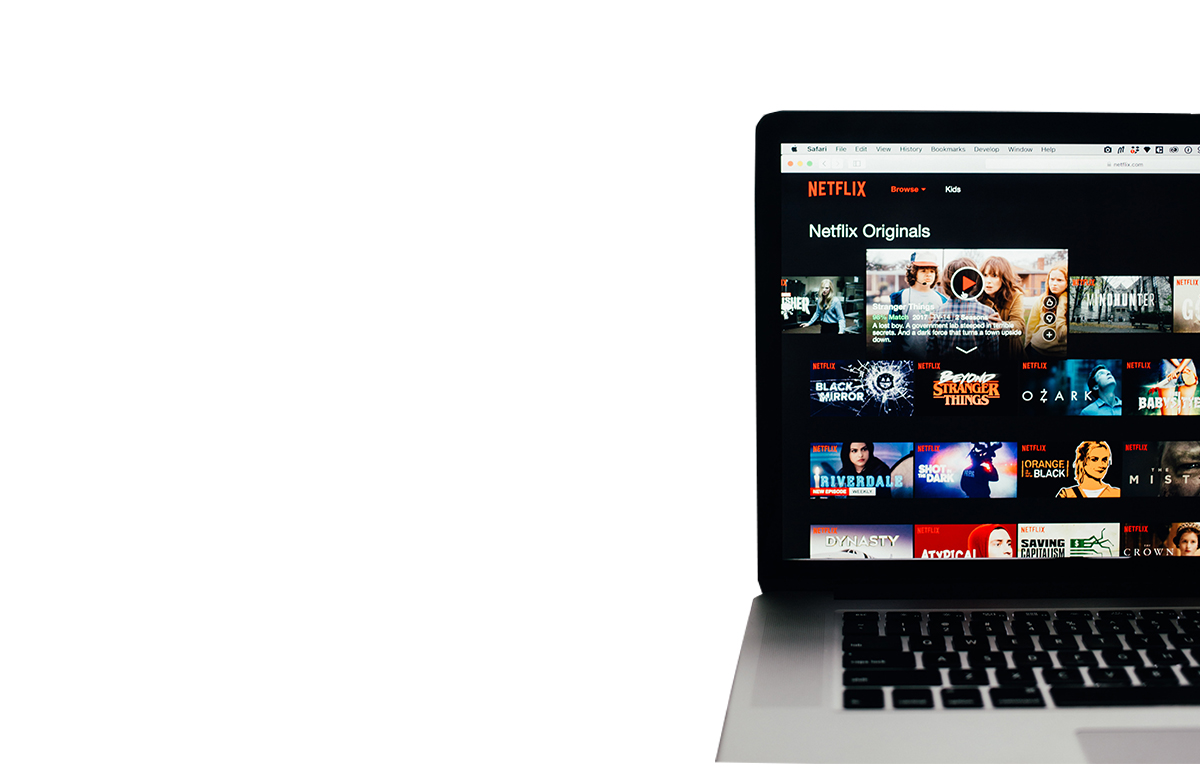 Safari File Edit View History Bookmarks Develop Window Help
netflix.com
NETFLIX Browse Kids
Netflix Originals
NETFLIX
Stranger Things
98% Match 2017 TV-14 2 Seasons
A lost boy. A government lab steeped in terrible
secrets. And a dark force that turns a town upside
down.
NETFLIX
BLACK
MIRROR
NETFLIX
BEYOND
STRANGER
THINGS
NETFLIX
OZARK
NETFLIX
NETFLIX
RIVERDALE
NEW EPISODE WEEKLY
NETFLIX
SHOT
IN THE
DARK
NETFLIX
ORANGE
IS THE NEW
BLACK
NETFLIX
THE
MIST
NETFLIX
DYNASTY
NETFLIX
ATYPICAL
NETFLIX
SAVING
CAPITALISM
NETFLIX
THE
CROWN